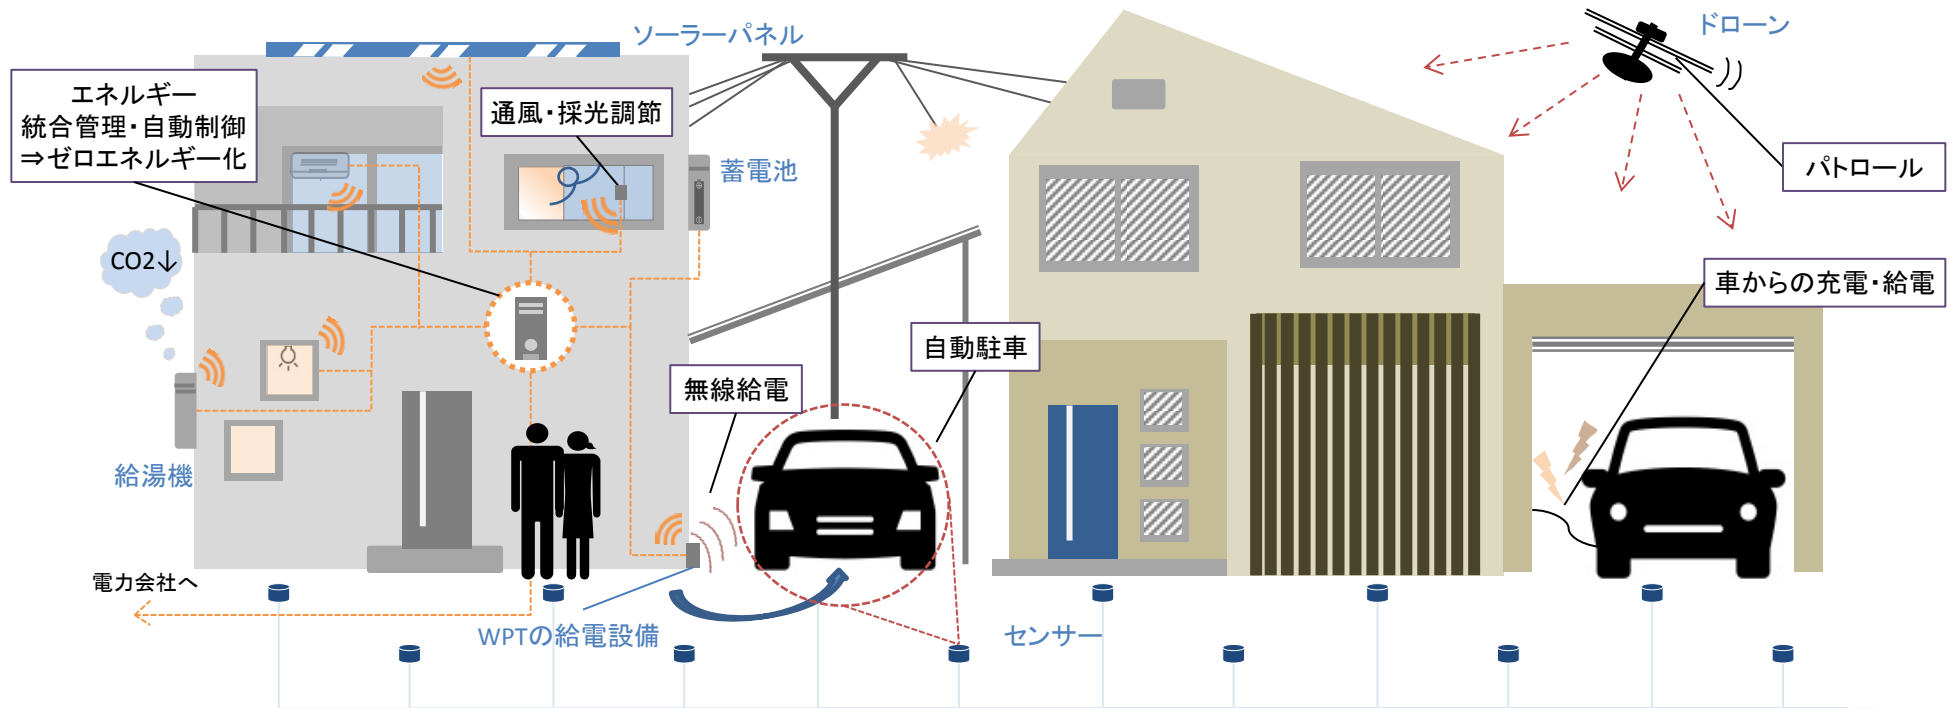 ソーラーパネル
ドローン
エネルギー
統合管理・自動制御
⇒ゼロエネルギー化
通風・採光調節
蓄電池
パトロール
CO2↓
車からの充電・給電
自動駐車
無線給電
給湯機
電力会社へ
WPTの給電設備
センサー